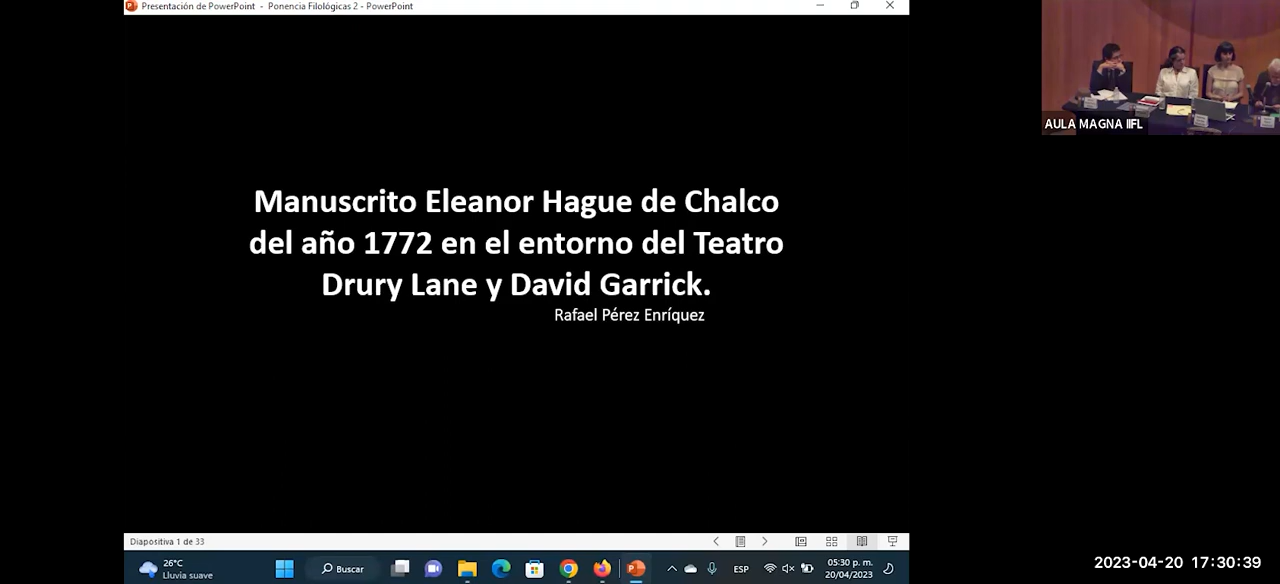 Presentación de PowerPoint - Ponencia Filológicas 2 - PowerPoint
AULA MAGNA IIFL
Manuscrito Eleanor Hague de Chalco
del año 1772 en el entorno del Teatro
Drury Lane y David Garrick.
Rafael Pérez Enríquez
Diapositiva 1 de 33
26°C
Lluvia suave
Buscar
ESP
05:30 p. m.
20/04/2023
2023-04-20 17:30:39